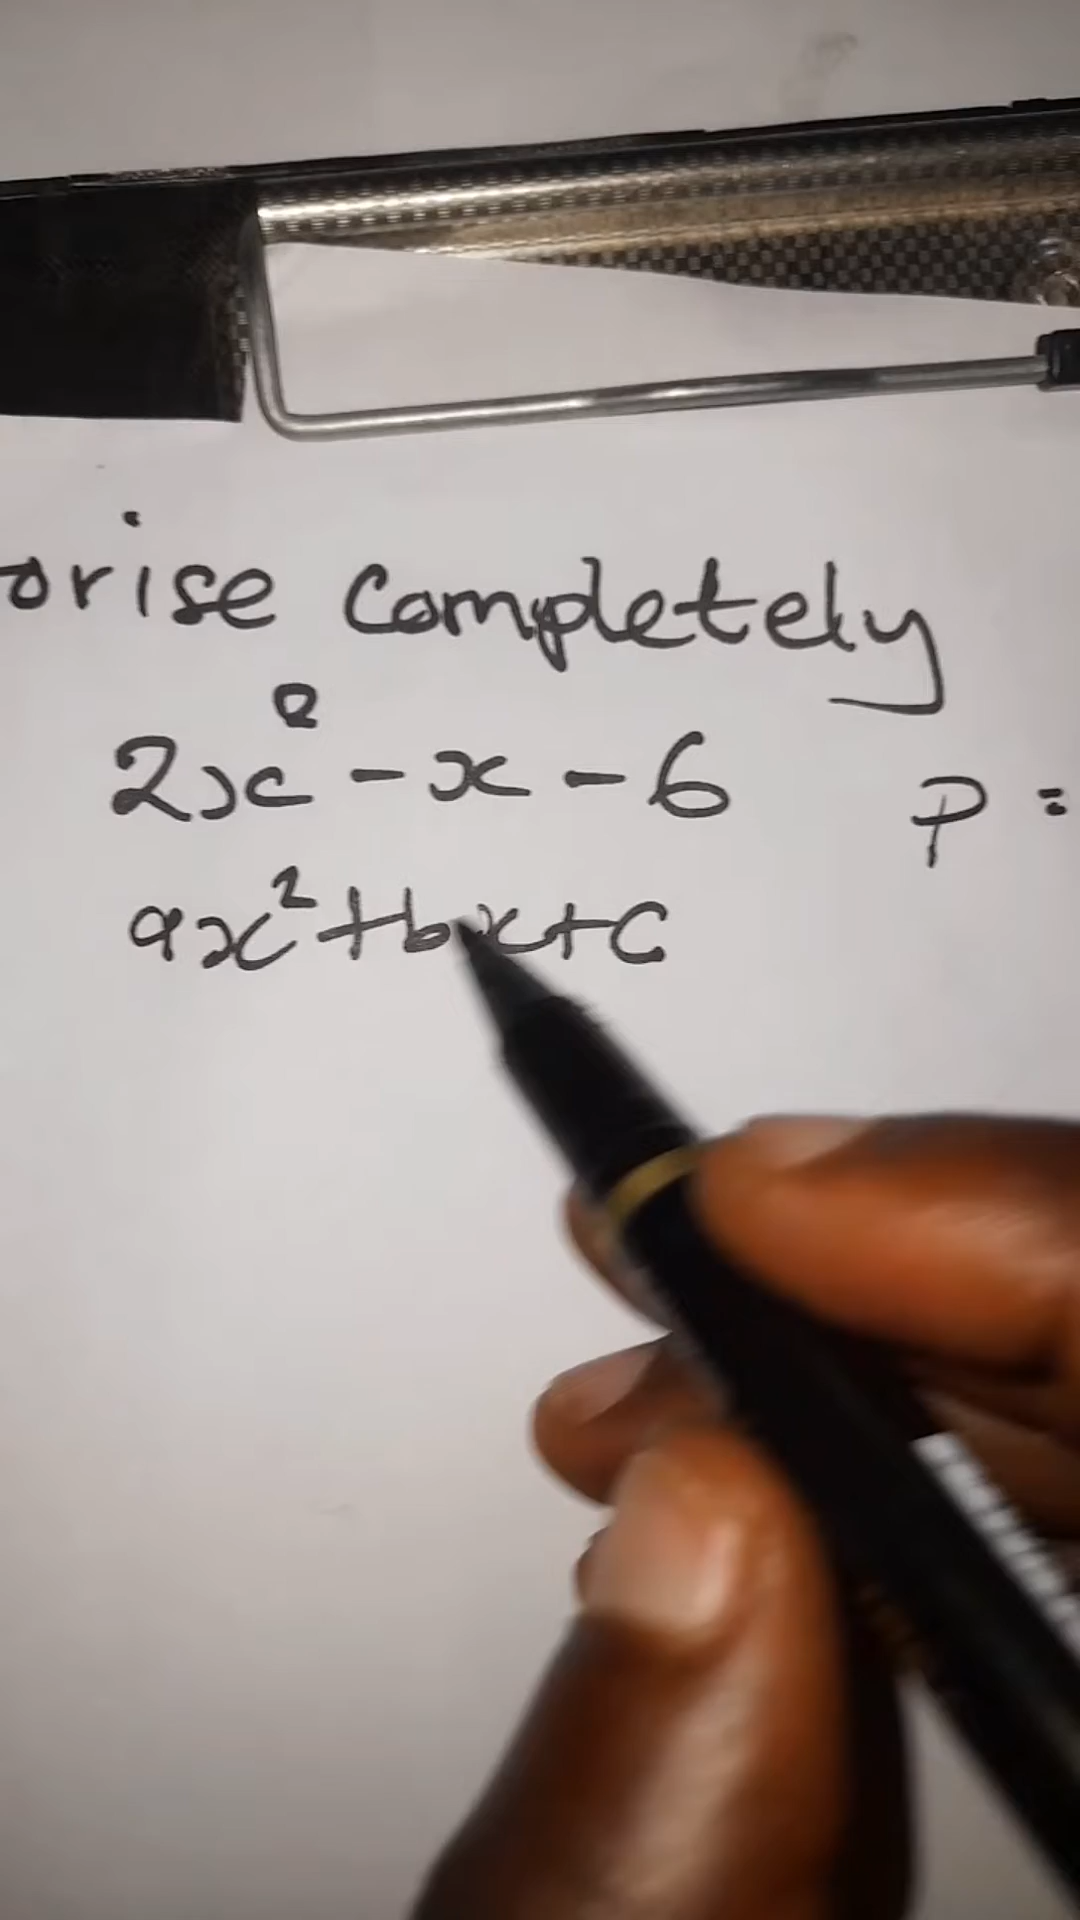 orise completely
2x² - x - 6 P =
ax² + bx + c